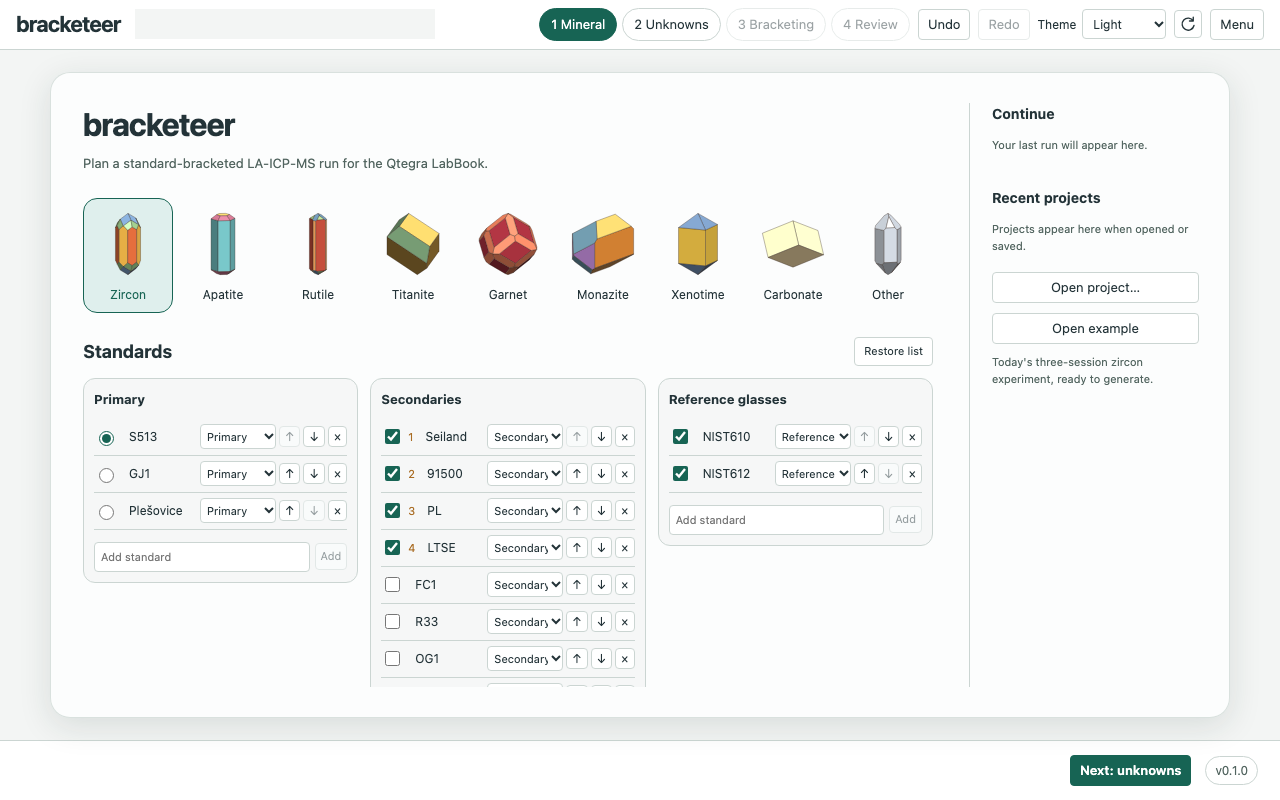 bracketeer
1 Mineral
2 Unknowns
3 Bracketing
4 Review
Undo
Redo
Theme
Light
Menu
bracketeer
Plan a standard-bracketed LA-ICP-MS run for the Qtegra LabBook.
Zircon
Apatite
Rutile
Titanite
Garnet
Monazite
Xenotime
Carbonate
Other
Standards
Restore list
Primary
S513 Primary ↑ ↓ ×
GJ1 Primary ↑ ↓ ×
Plešovice Primary ↑ ↓ ×
Add standard Add
Secondaries
1 Seiland Secondary ↑ ↓ ×
2 91500 Secondary ↑ ↓ ×
3 PL Secondary ↑ ↓ ×
4 LTSE Secondary ↑ ↓ ×
FC1 Secondary ↑ ↓ ×
R33 Secondary ↑ ↓ ×
OG1 Secondary ↑ ↓ ×
Reference glasses
NIST610 Reference ↑ ↓ ×
NIST612 Reference ↑ ↓ ×
Add standard Add
Continue
Your last run will appear here.
Recent projects
Projects appear here when opened or
saved.
Open project…
Open example
Today's three-session zircon
experiment, ready to generate.
Next: unknowns
v0.1.0